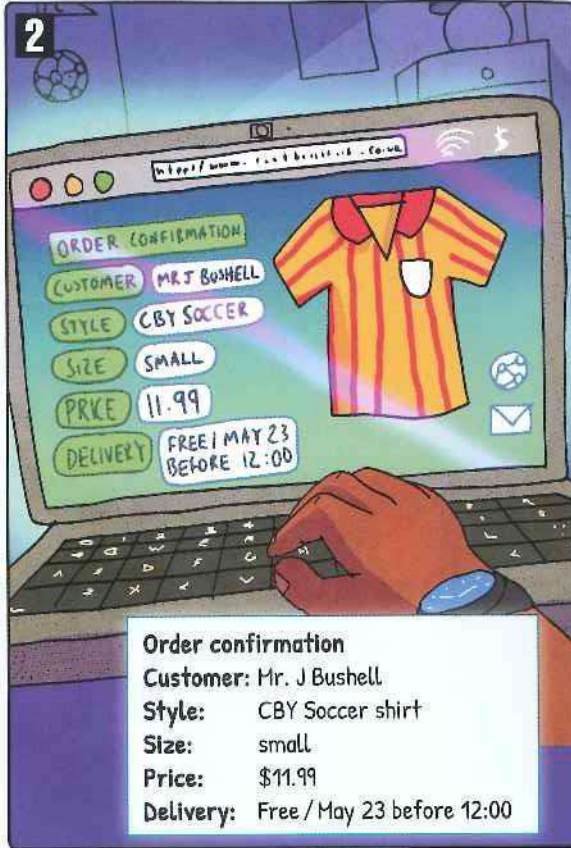 2
ORDER CONFIRMATION
CUSTOMER MR J BUSHELL
STYLE CBY SOCCER
SIZE SMALL
PRICE 11.99
DELIVERY FREE / MAY 23
BEFORE 12:00
Order confirmation
Customer: Mr. J Bushell
Style: CBY Soccer shirt
Size: small
Price: $11.99
Delivery: Free / May 23 before 12:00